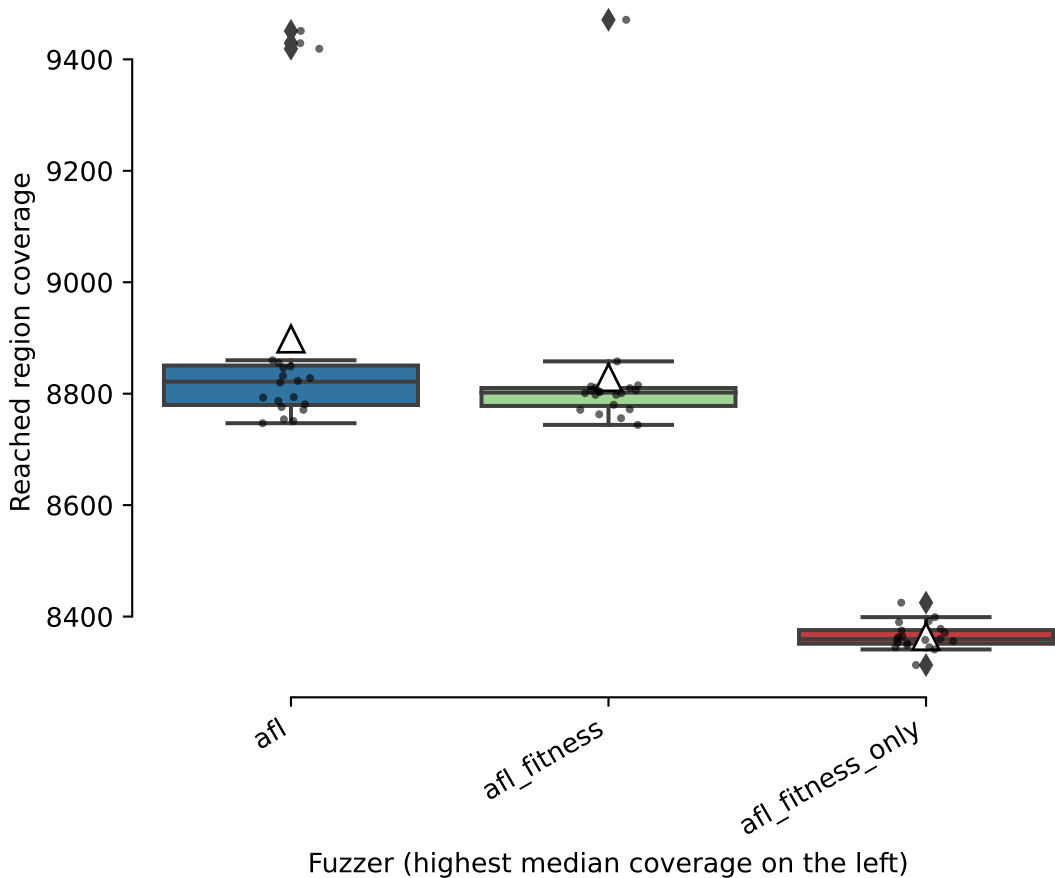 Reached region coverage
9400
9200
9000
8800
8600
8400
afl
afl_fitness
afl_fitness_only
Fuzzer (highest median coverage on the left)